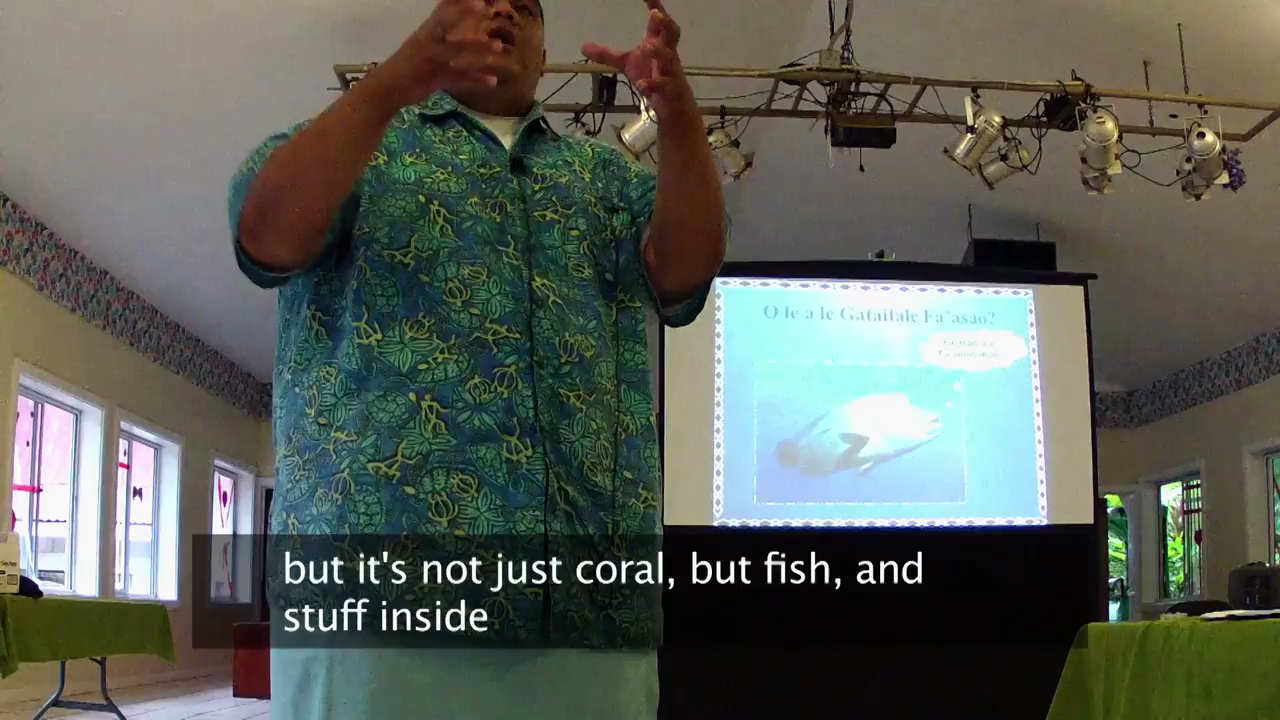 O le a le Gataifale Fa'asao?
but it's not just coral, but fish, and
stuff inside